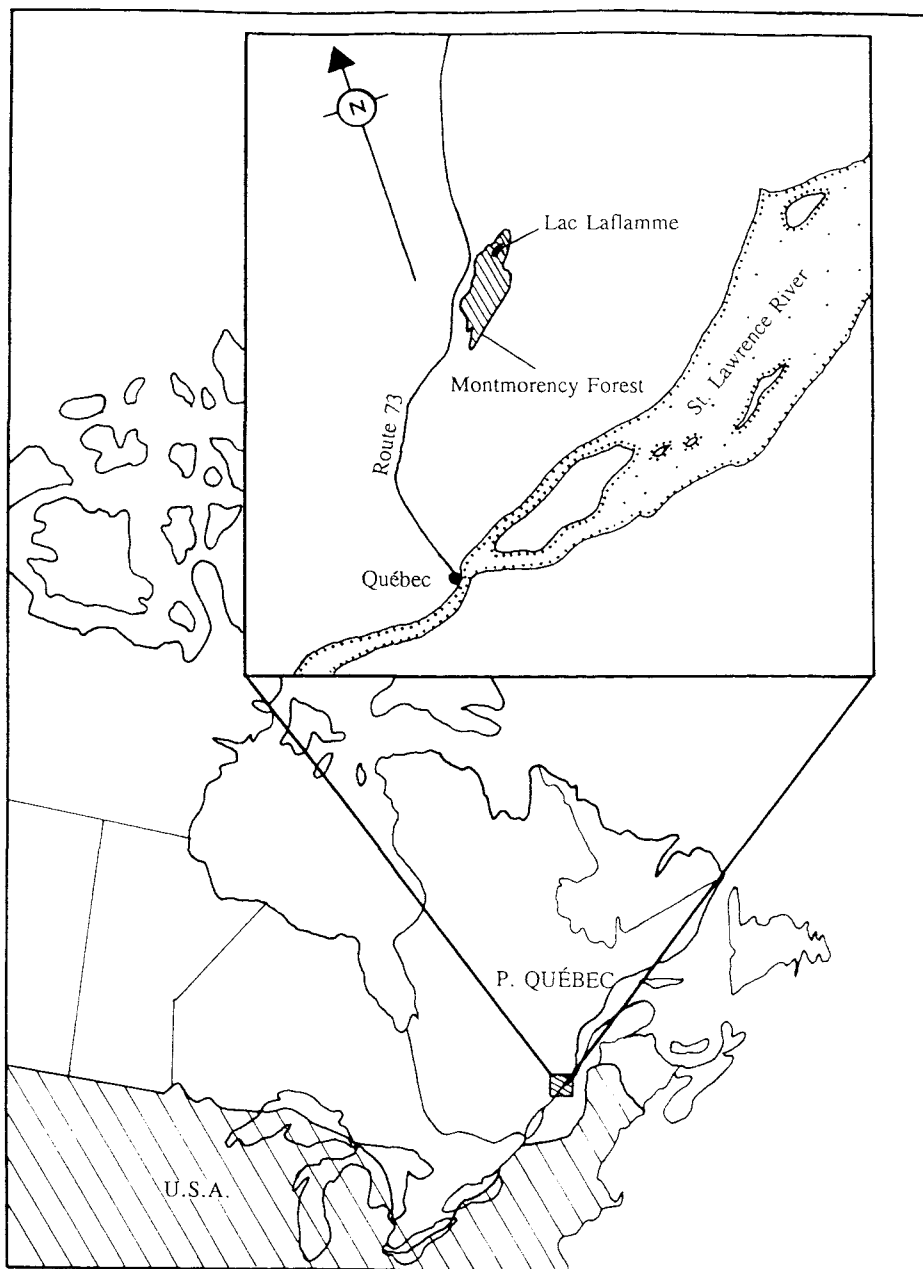 N
Lac Laflamme
St. Lawrence River
Montmorency Forest
Route 73
Québec
P. QUÉBEC
U.S.A.